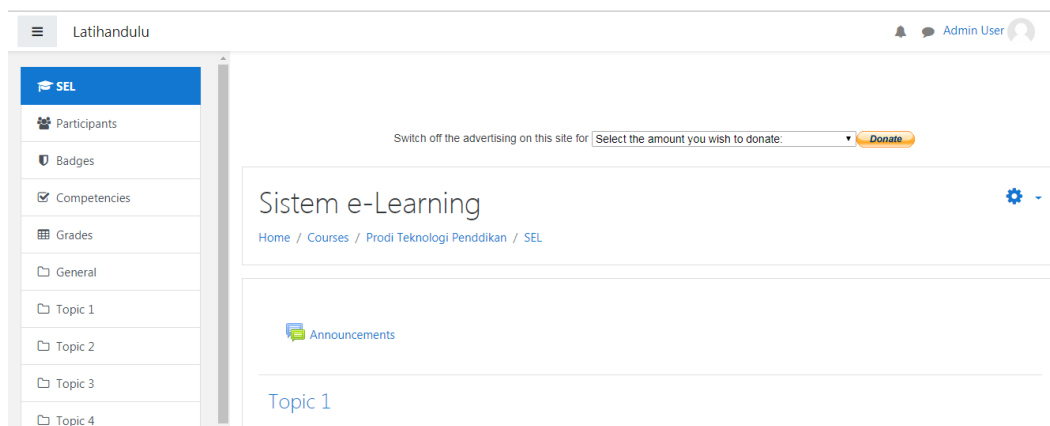 Latihandulu
Admin User
SEL
Participants
Badges
Competencies
Grades
General
Topic 1
Topic 2
Topic 3
Topic 4
Switch off the advertising on this site for Select the amount you wish to donate: Donate
Sistem e-Learning
Home / Courses / Prodi Teknologi Penddikan / SEL
Announcements
Topic 1